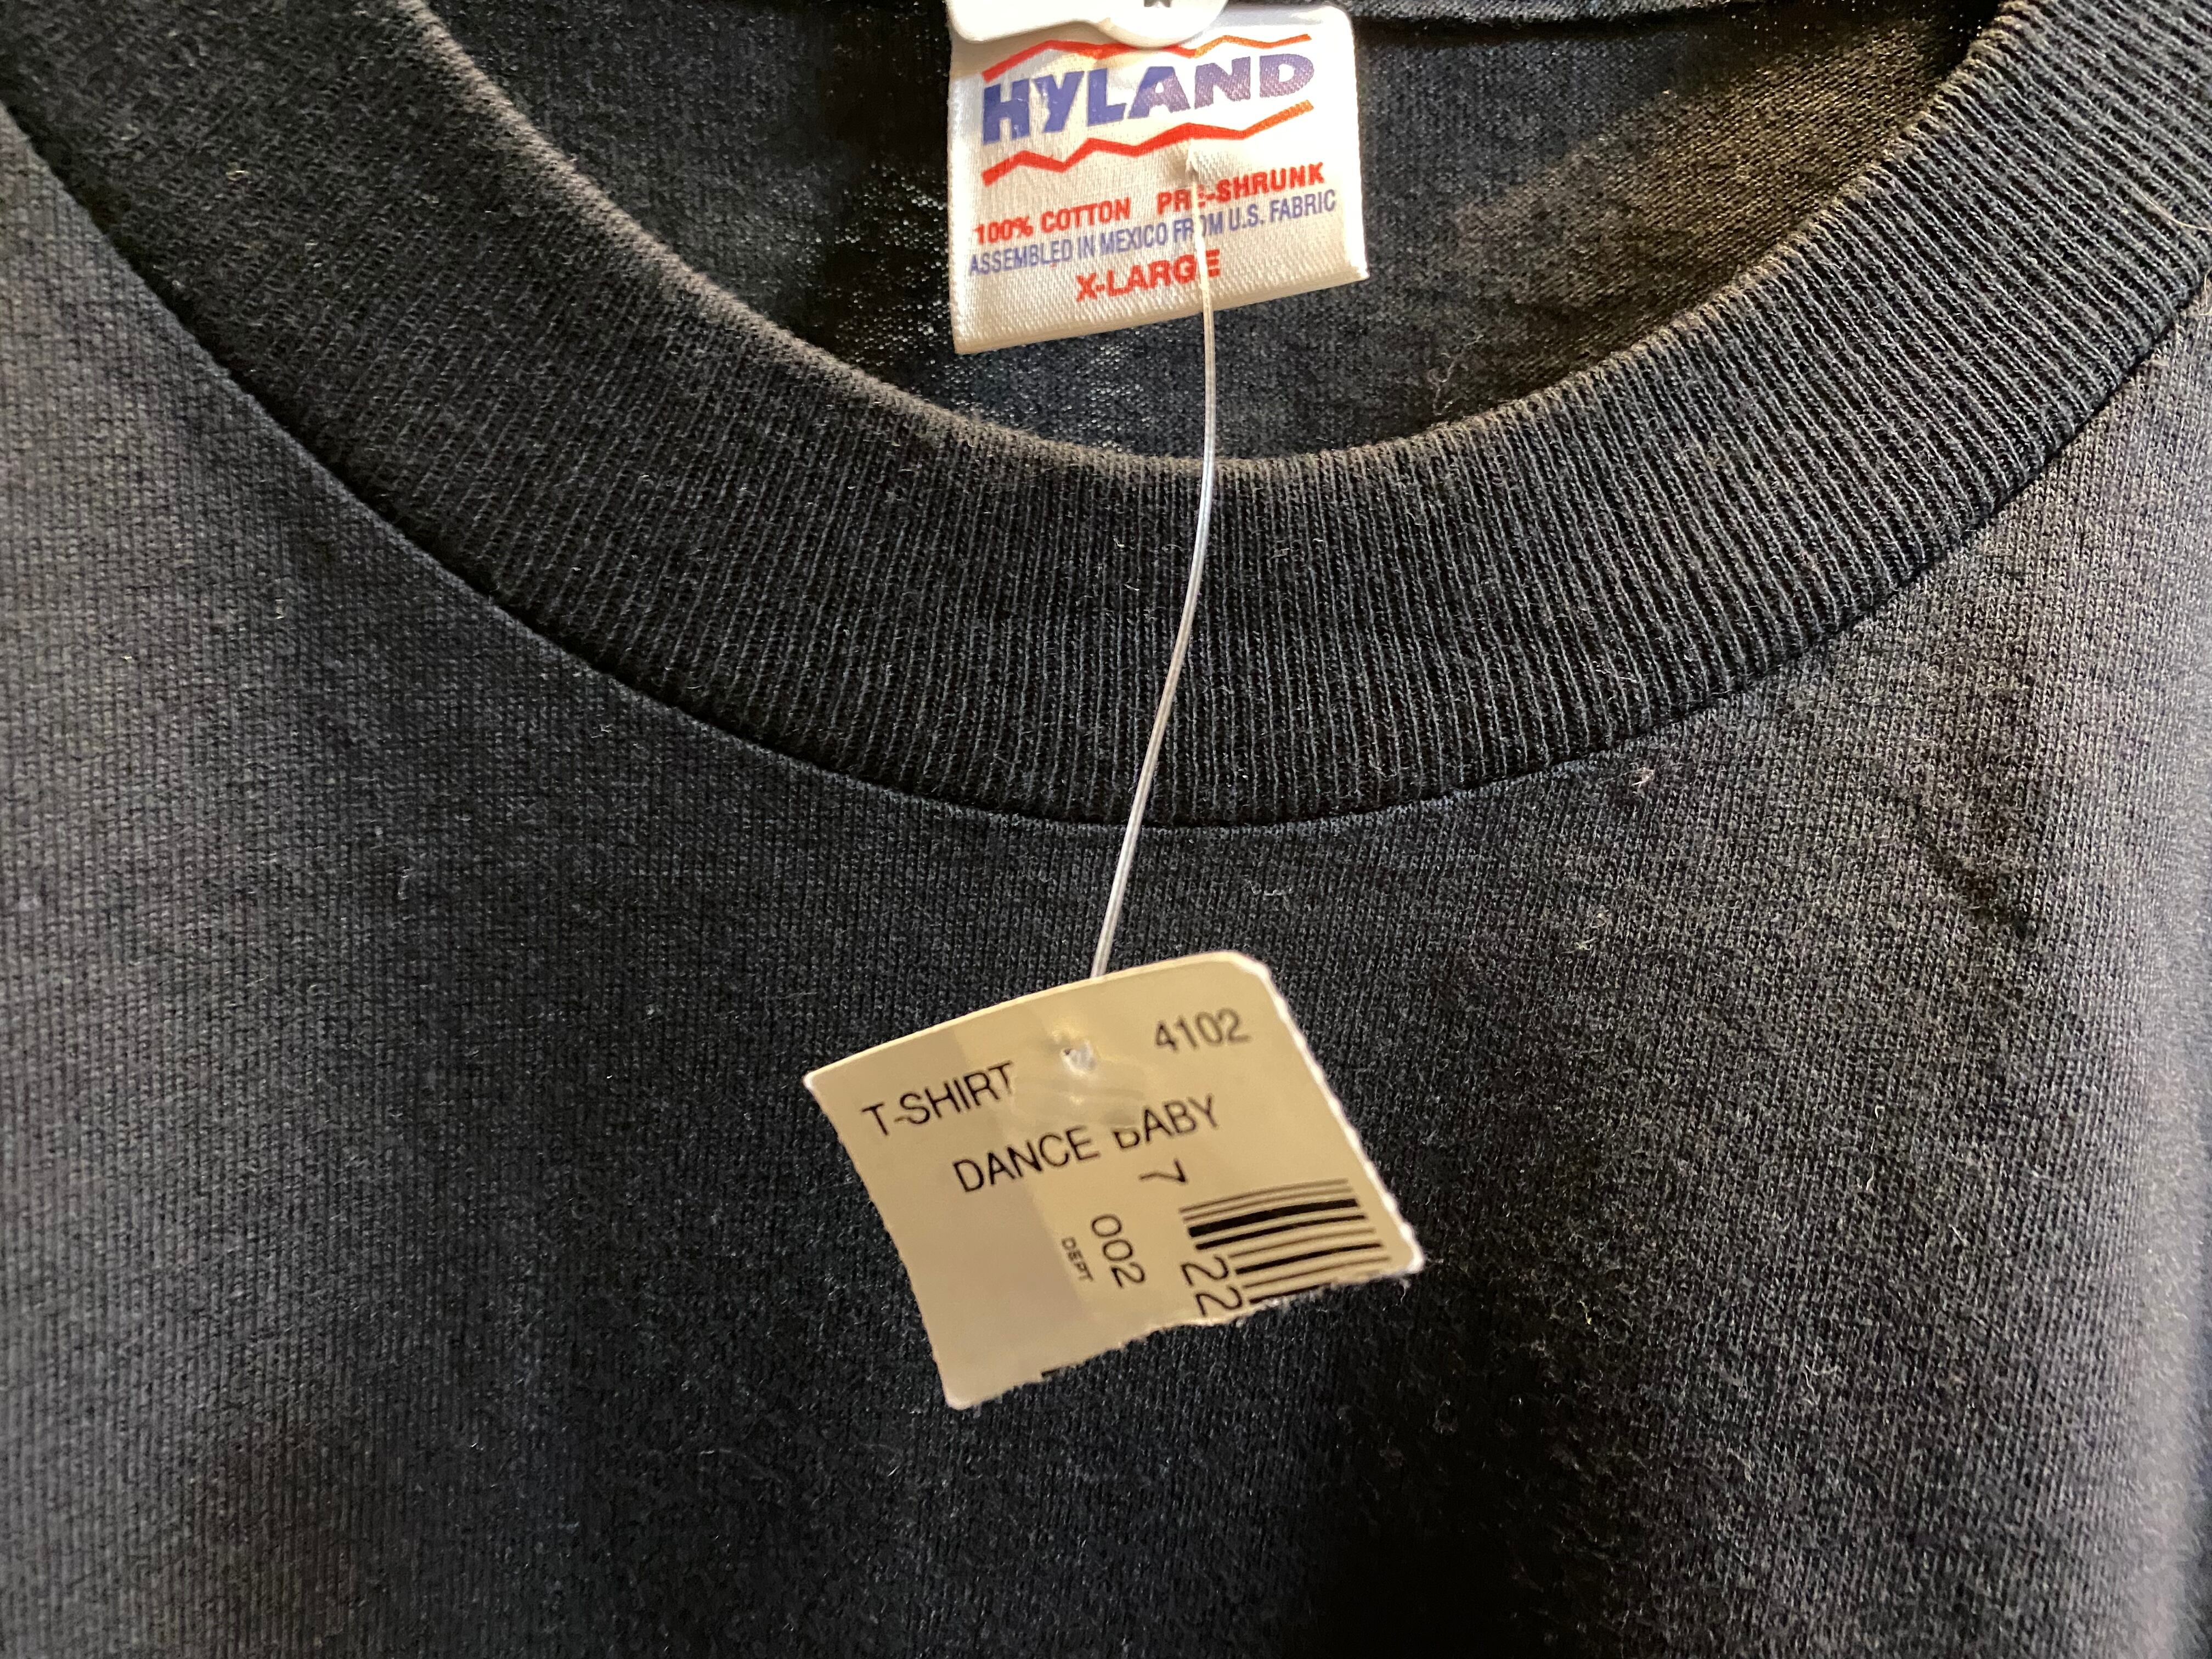 HYLAND
100% COTTON PRE-SHRUNK
ASSEMBLED IN MEXICO FROM U.S. FABRIC
X-LARGE
T-SHIRT 4102
DANCE BABY
7
22
002
DEPT